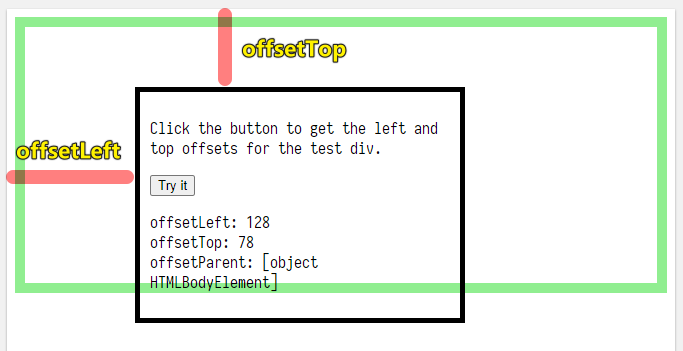 offsetTop
Click the button to get the left and
top offsets for the test div.
offsetLeft
Try it
offsetLeft: 128
offsetTop: 78
offsetParent: [object
HTMLBodyElement]